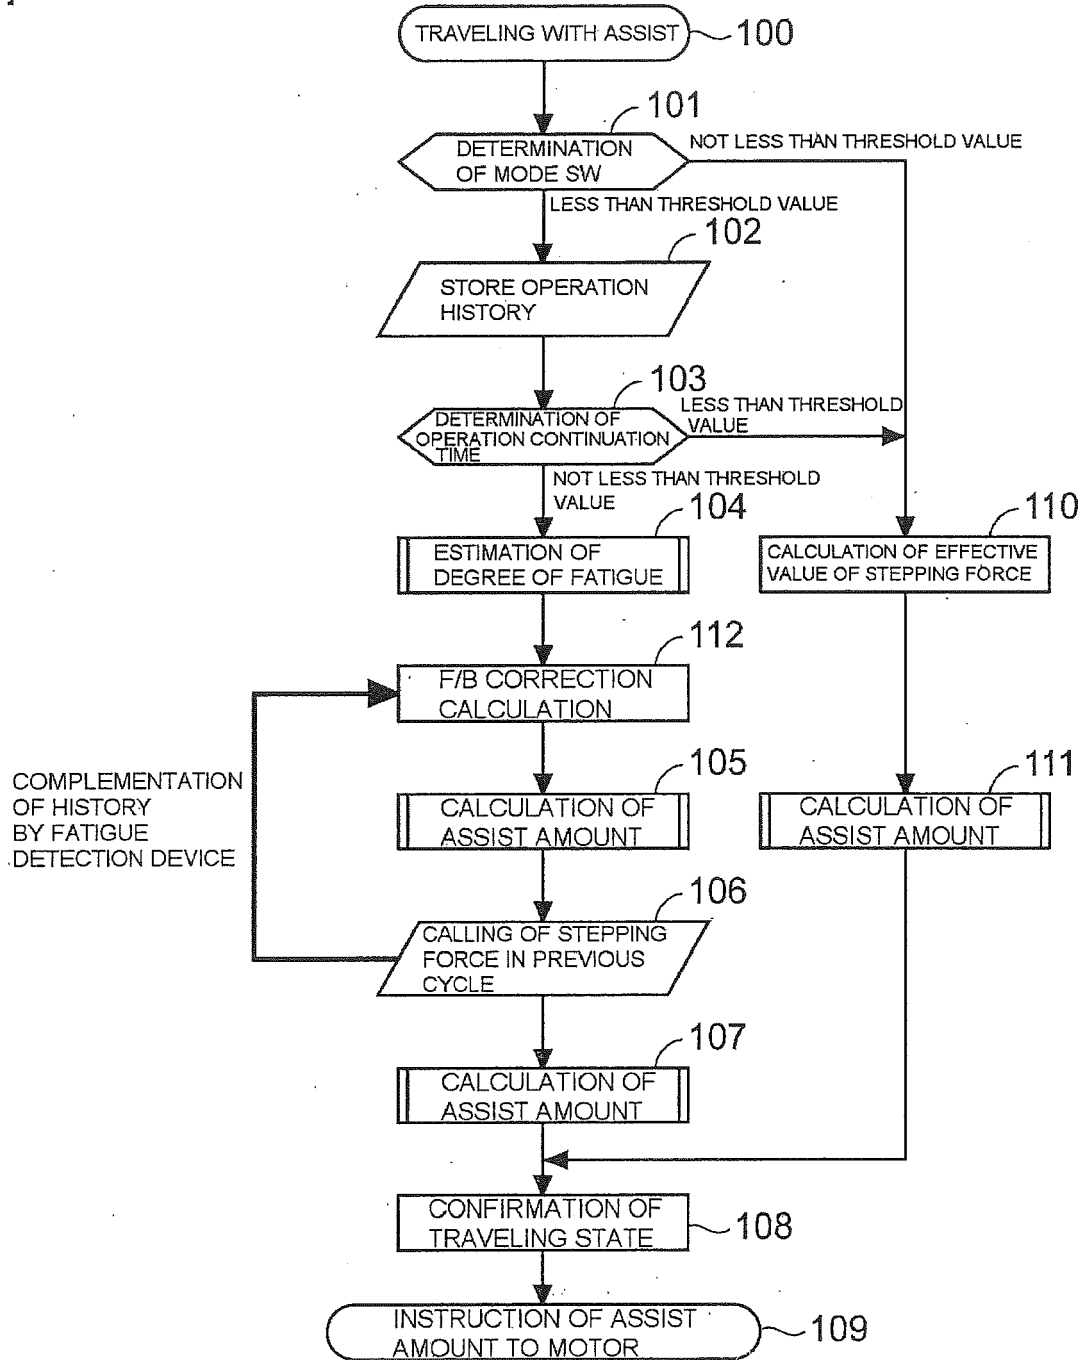 TRAVELING WITH ASSIST
100
101
DETERMINATION
OF MODE SW
NOT LESS THAN THRESHOLD VALUE
LESS THAN THRESHOLD VALUE
102
STORE OPERATION
HISTORY
103
DETERMINATION OF
OPERATION CONTINUATION
TIME
LESS THAN THRESHOLD
VALUE
NOT LESS THAN THRESHOLD
VALUE
104
ESTIMATION OF
DEGREE OF FATIGUE
110
CALCULATION OF EFFECTIVE
VALUE OF STEPPING FORCE
112
F/B CORRECTION
CALCULATION
COMPLEMENTATION
OF HISTORY
BY FATIGUE
DETECTION DEVICE
105
CALCULATION OF
ASSIST AMOUNT
111
CALCULATION OF
ASSIST AMOUNT
106
CALLING OF STEPPING
FORCE IN PREVIOUS
CYCLE
107
CALCULATION OF
ASSIST AMOUNT
CONFIRMATION OF
TRAVELING STATE
108
INSTRUCTION OF ASSIST
AMOUNT TO MOTOR
109